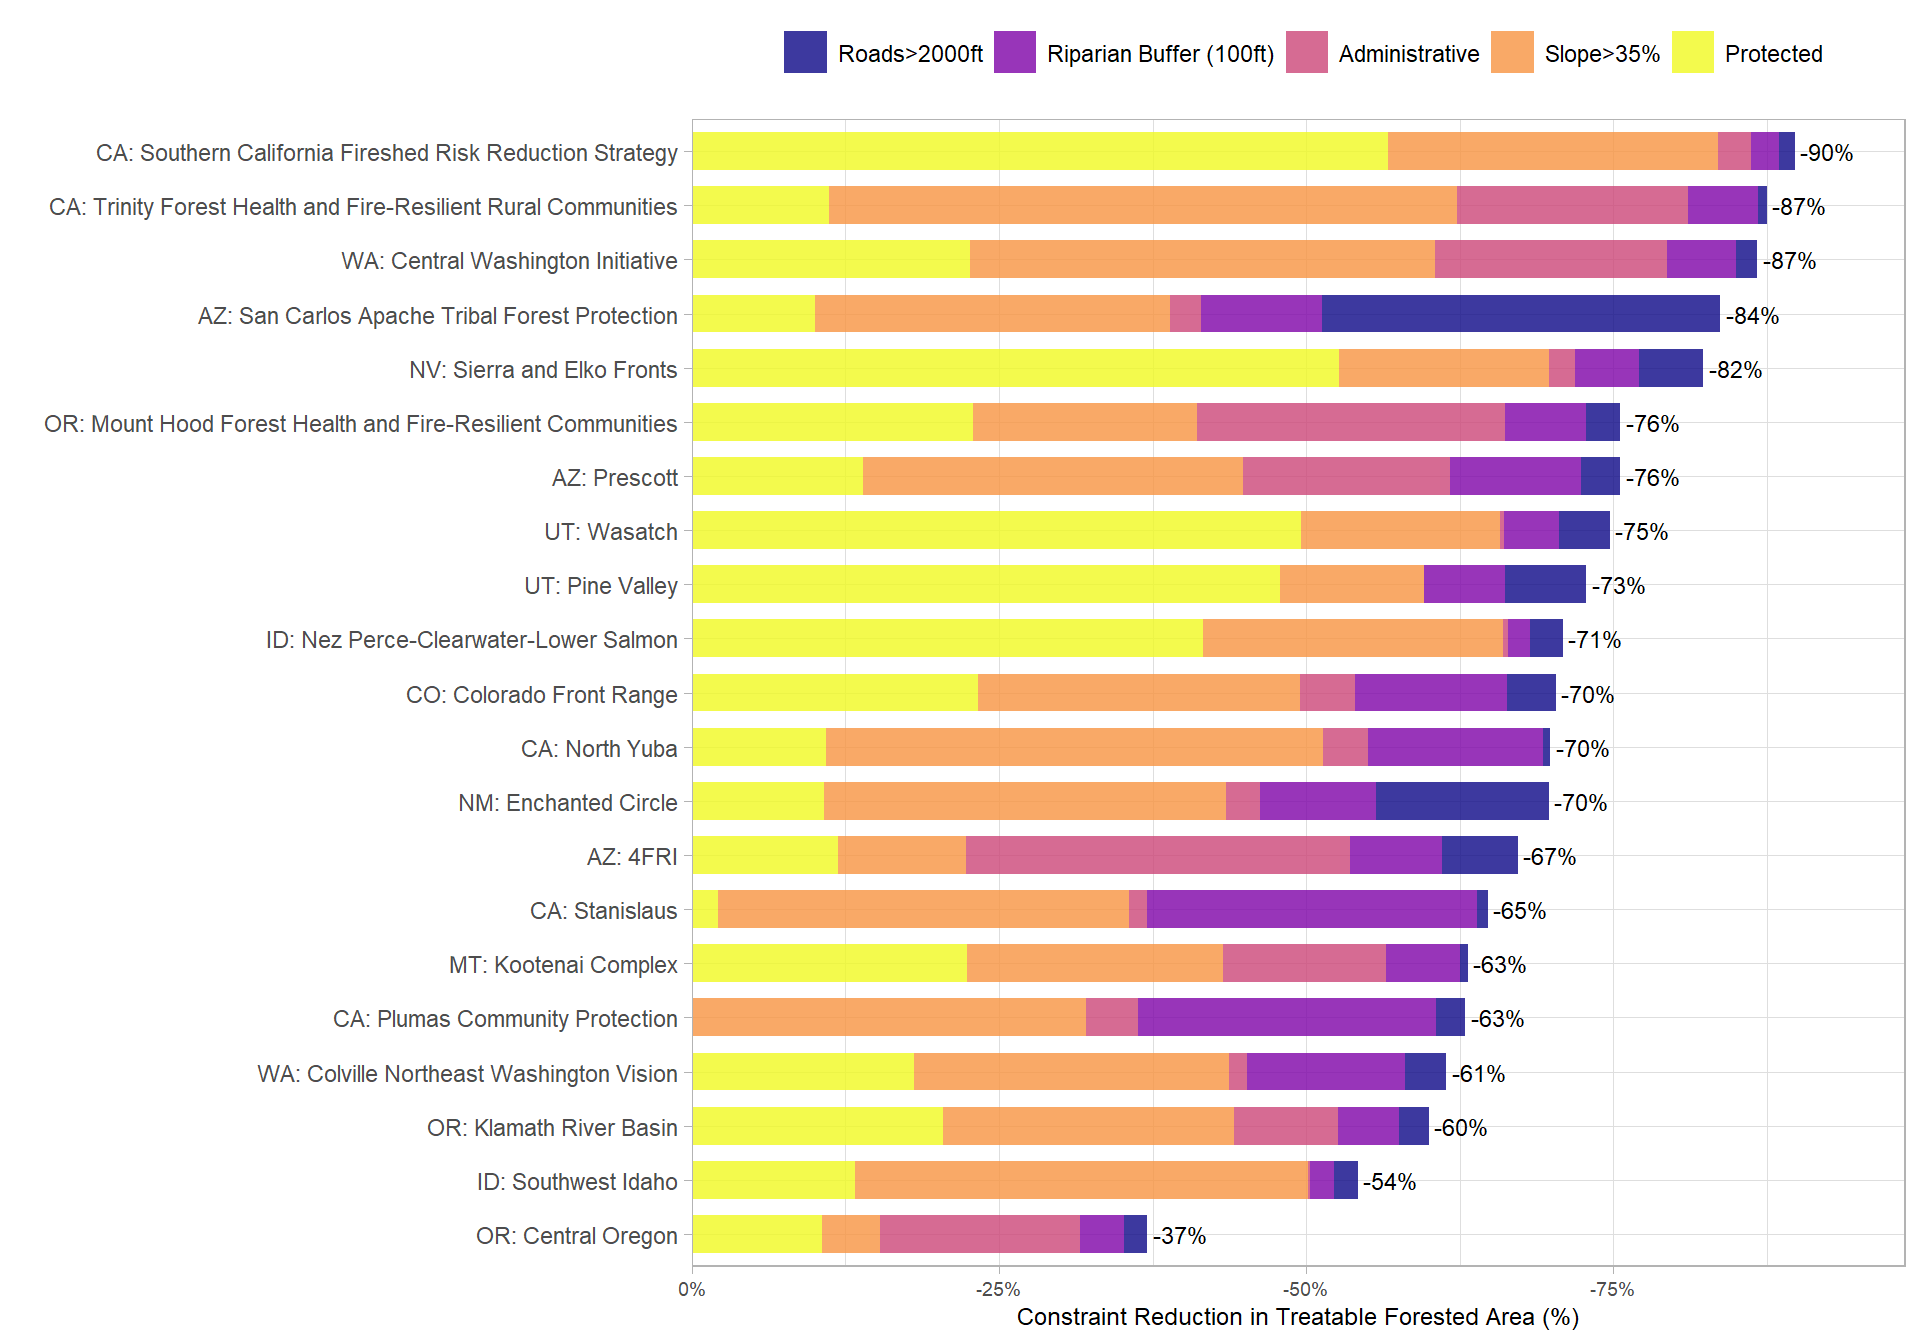 Roads>2000ft Riparian Buffer (100ft) Administrative Slope>35% Protected
CA: Southern California Fireshed Risk Reduction Strategy -90%
CA: Trinity Forest Health and Fire-Resilient Rural Communities -87%
WA: Central Washington Initiative -87%
AZ: San Carlos Apache Tribal Forest Protection -84%
NV: Sierra and Elko Fronts -82%
OR: Mount Hood Forest Health and Fire-Resilient Communities -76%
AZ: Prescott -76%
UT: Wasatch -75%
UT: Pine Valley -73%
ID: Nez Perce-Clearwater-Lower Salmon -71%
CO: Colorado Front Range -70%
CA: North Yuba -70%
NM: Enchanted Circle -70%
AZ: 4FRI -67%
CA: Stanislaus -65%
MT: Kootenai Complex -63%
CA: Plumas Community Protection -63%
WA: Colville Northeast Washington Vision -61%
OR: Klamath River Basin -60%
ID: Southwest Idaho -54%
OR: Central Oregon -37%
0% -25% -50% -75%
Constraint Reduction in Treatable Forested Area (%)